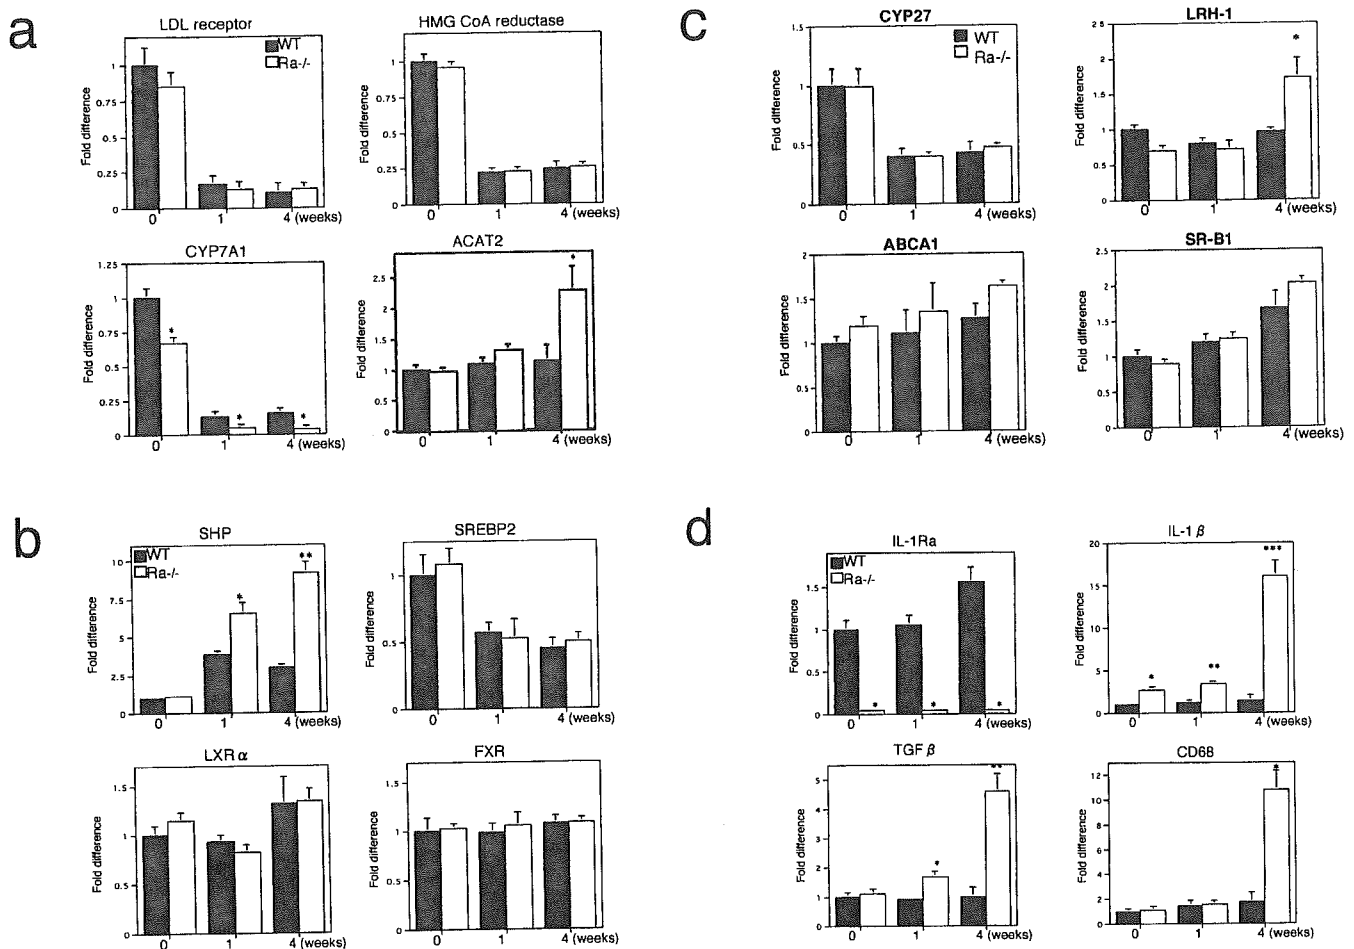 a
LDL receptor
WT
Ra-/-
Fold difference
1
0.75
0.5
0.25
0
0 1 4 (weeks)
HMG CoA reductase
Fold difference
1
0.75
0.5
0.25
0
0 1 4 (weeks)
CYP7A1
Fold difference
1.25
1
0.75
0.5
0.25
0
* * *
0 1 4 (weeks)
ACAT2
Fold difference
2.5
2
1.5
1
0.5
0
*
0 1 4 (weeks)
b
SHP
WT
Ra-/-
Fold difference
10
7.5
5
2.5
0
* **
0 1 4 (weeks)
SREBP2
Fold difference
1
0.5
0
0 1 4 (weeks)
LXR α
Fold difference
1.5
1
0.5
0
0 1 4 (weeks)
FXR
Fold difference
1.5
1
0.5
0
0 1 4 (weeks)
c
CYP27
WT
Ra-/-
Fold difference
1.5
1
0.5
0
0 1 4 (weeks)
LRH-1
Fold difference
2 5
2
1.5
1
0.5
0
*
0 1 4 (weeks)
ABCA1
Fold difference
2
1.5
1
0.5
0
0 1 4 (weeks)
SR-B1
Fold difference
2.5
2
1.5
1
0.5
0
0 1 4 (weeks)
d
IL-1Ra
WT
Ra-/-
Fold difference
1.5
1
0.5
0
* * *
0 1 4 (weeks)
IL-1 β
Fold difference
20
15
10
5
0
* ** ***
0 1 4 (weeks)
TGF β
Fold difference
5
4
3
2
1
0
* **
0 1 4 (weeks)
CD68
Fold difference
12
10
8
6
4
2
0
*
0 1 4 (weeks)